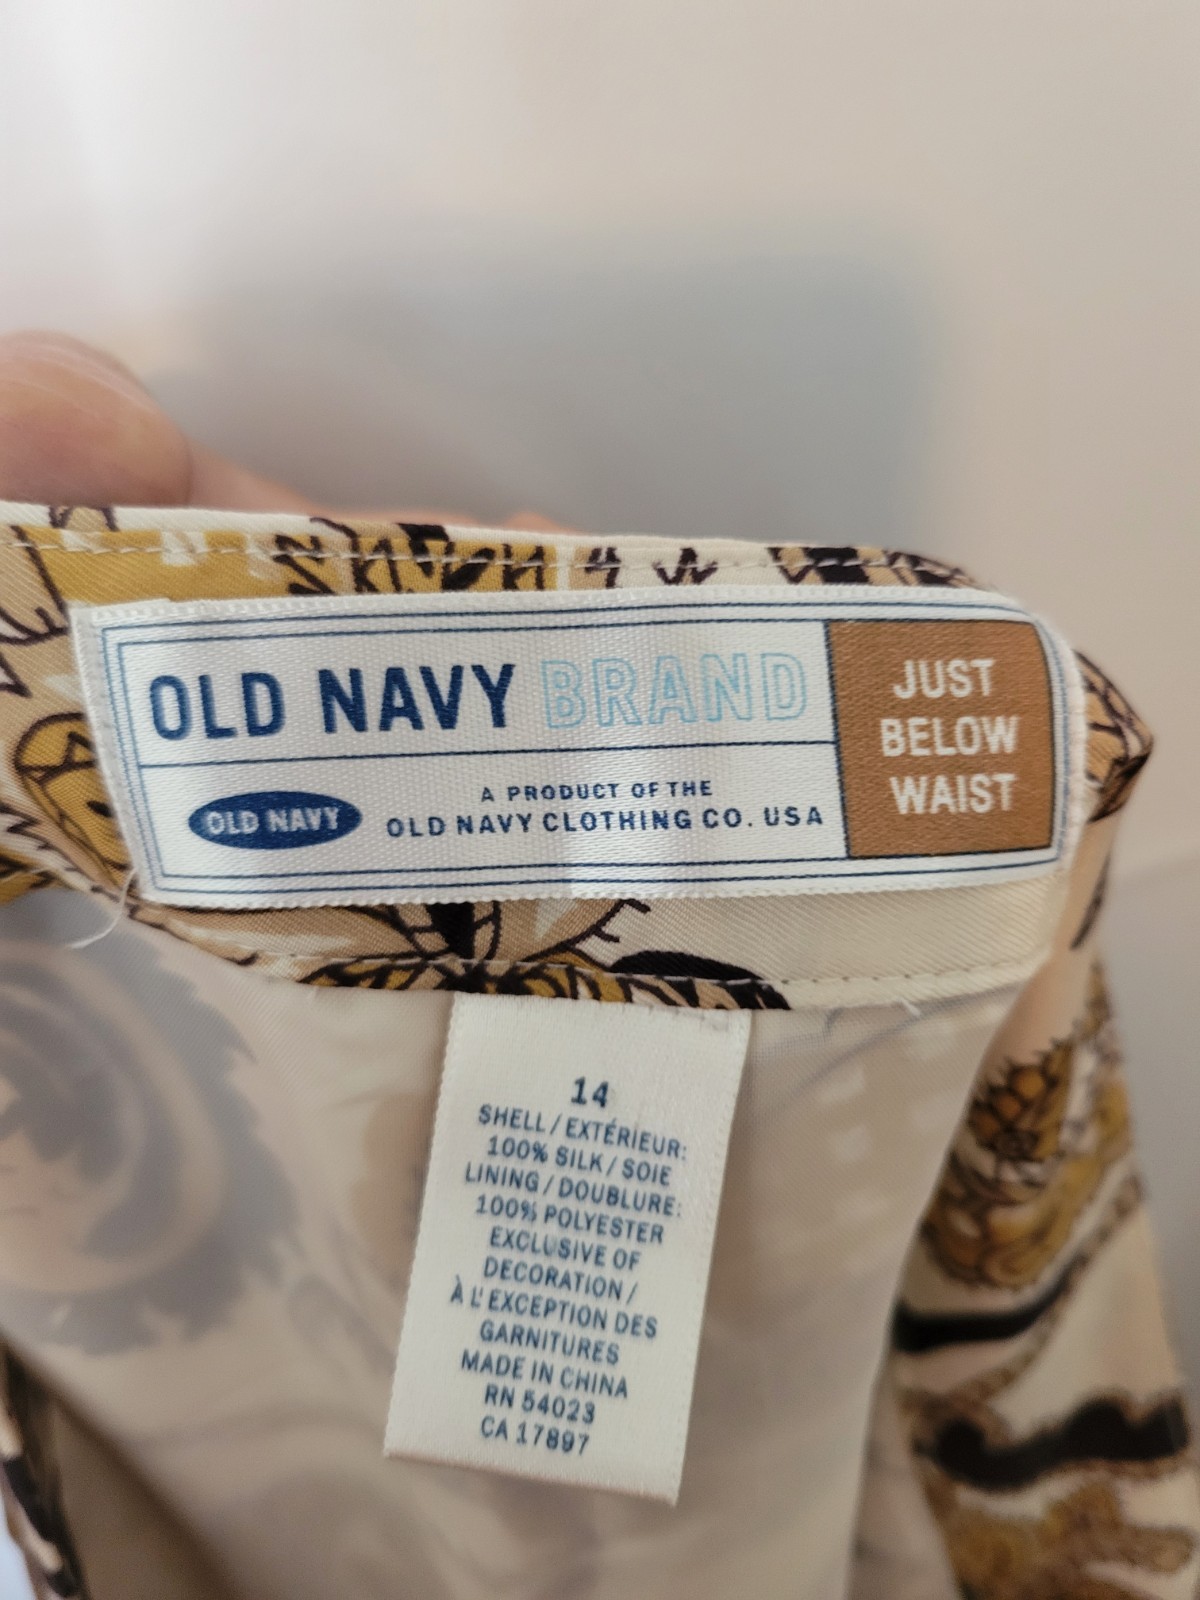 OLD NAVY BRAND
OLD NAVY
A PRODUCT OF THE
OLD NAVY CLOTHING CO. USA
JUST
BELOW
WAIST
14
SHELL / EXTÉRIEUR:
100% SILK / SOIE
LINING / DOUBLURE:
100% POLYESTER
EXCLUSIVE OF
DECORATION /
À L'EXCEPTION DES
GARNITURES
MADE IN CHINA
RN 54023
CA 17897